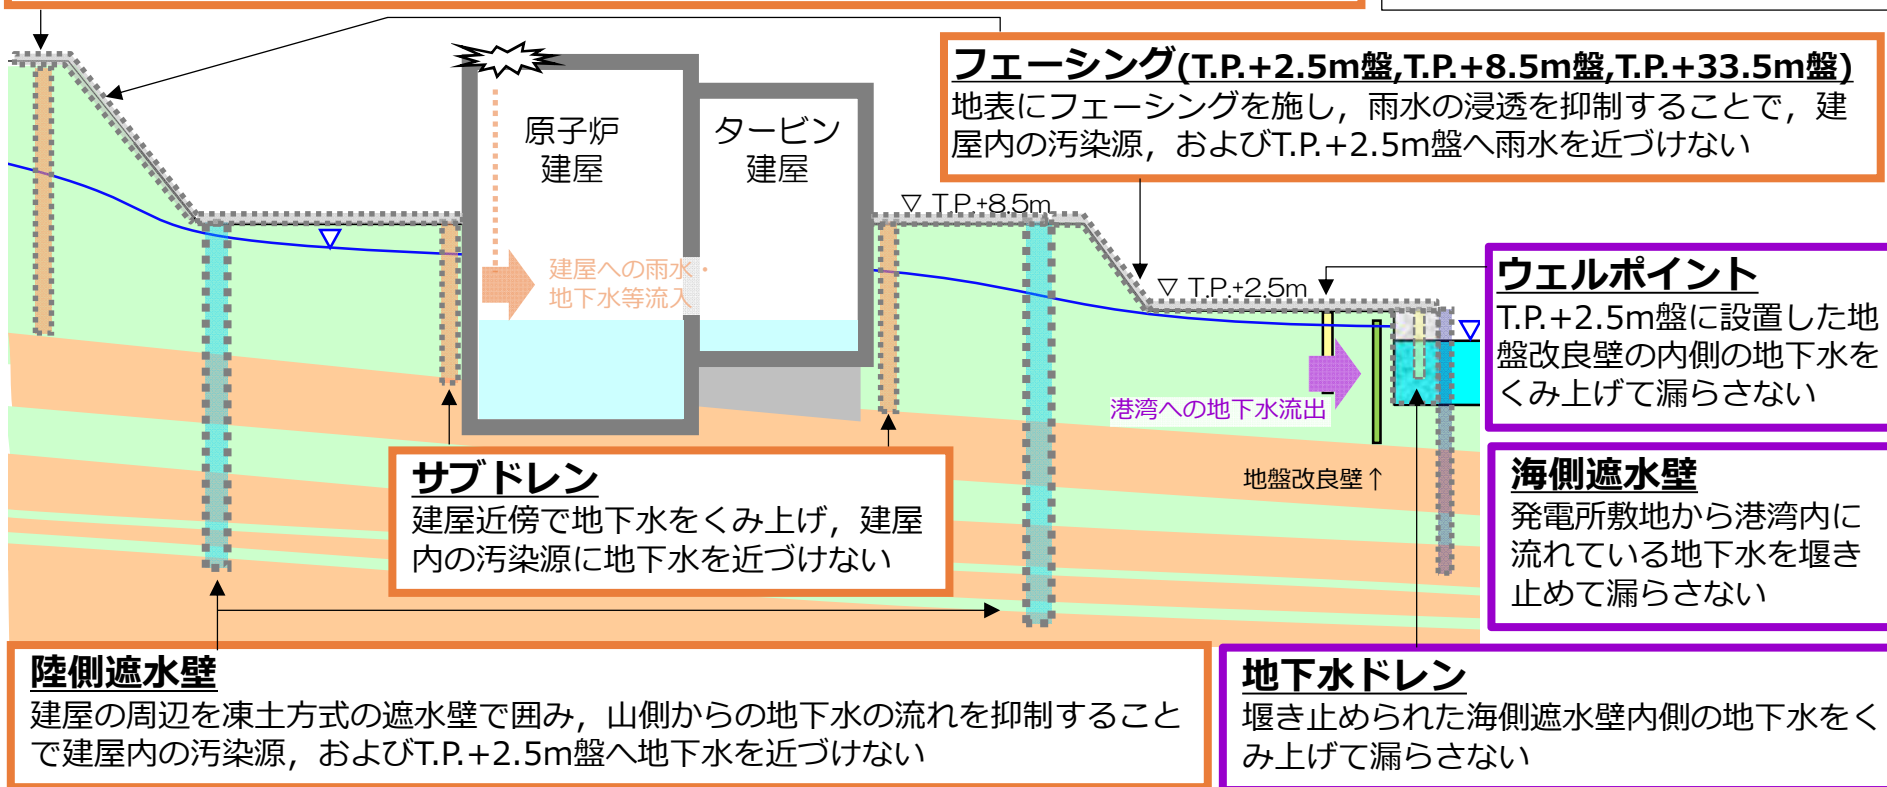 フェーシング(T.P.+2.5m盤,T.P.+8.5m盤,T.P.+33.5m盤)
地表にフェーシングを施し，雨水の浸透を抑制することで，建
屋内の汚染源，およびT.P.+2.5m盤へ雨水を近づけない
原子炉
建屋
タービン
建屋
▽ T.P.+8.5m
建屋への雨水・
地下水等流入
▽ T.P.+2.5m
ウェルポイント
T.P.+2.5m盤に設置した地
盤改良壁の内側の地下水を
くみ上げて漏らさない
港湾への地下水流出
地盤改良壁↑
サブドレン
建屋近傍で地下水をくみ上げ，建屋
内の汚染源に地下水を近づけない
海側遮水壁
発電所敷地から港湾内に
流れている地下水を堰き
止めて漏らさない
陸側遮水壁
建屋の周辺を凍土方式の遮水壁で囲み，山側からの地下水の流れを抑制すること
で建屋内の汚染源，およびT.P.+2.5m盤へ地下水を近づけない
地下水ドレン
堰き止められた海側遮水壁内側の地下水をく
み上げて漏らさない